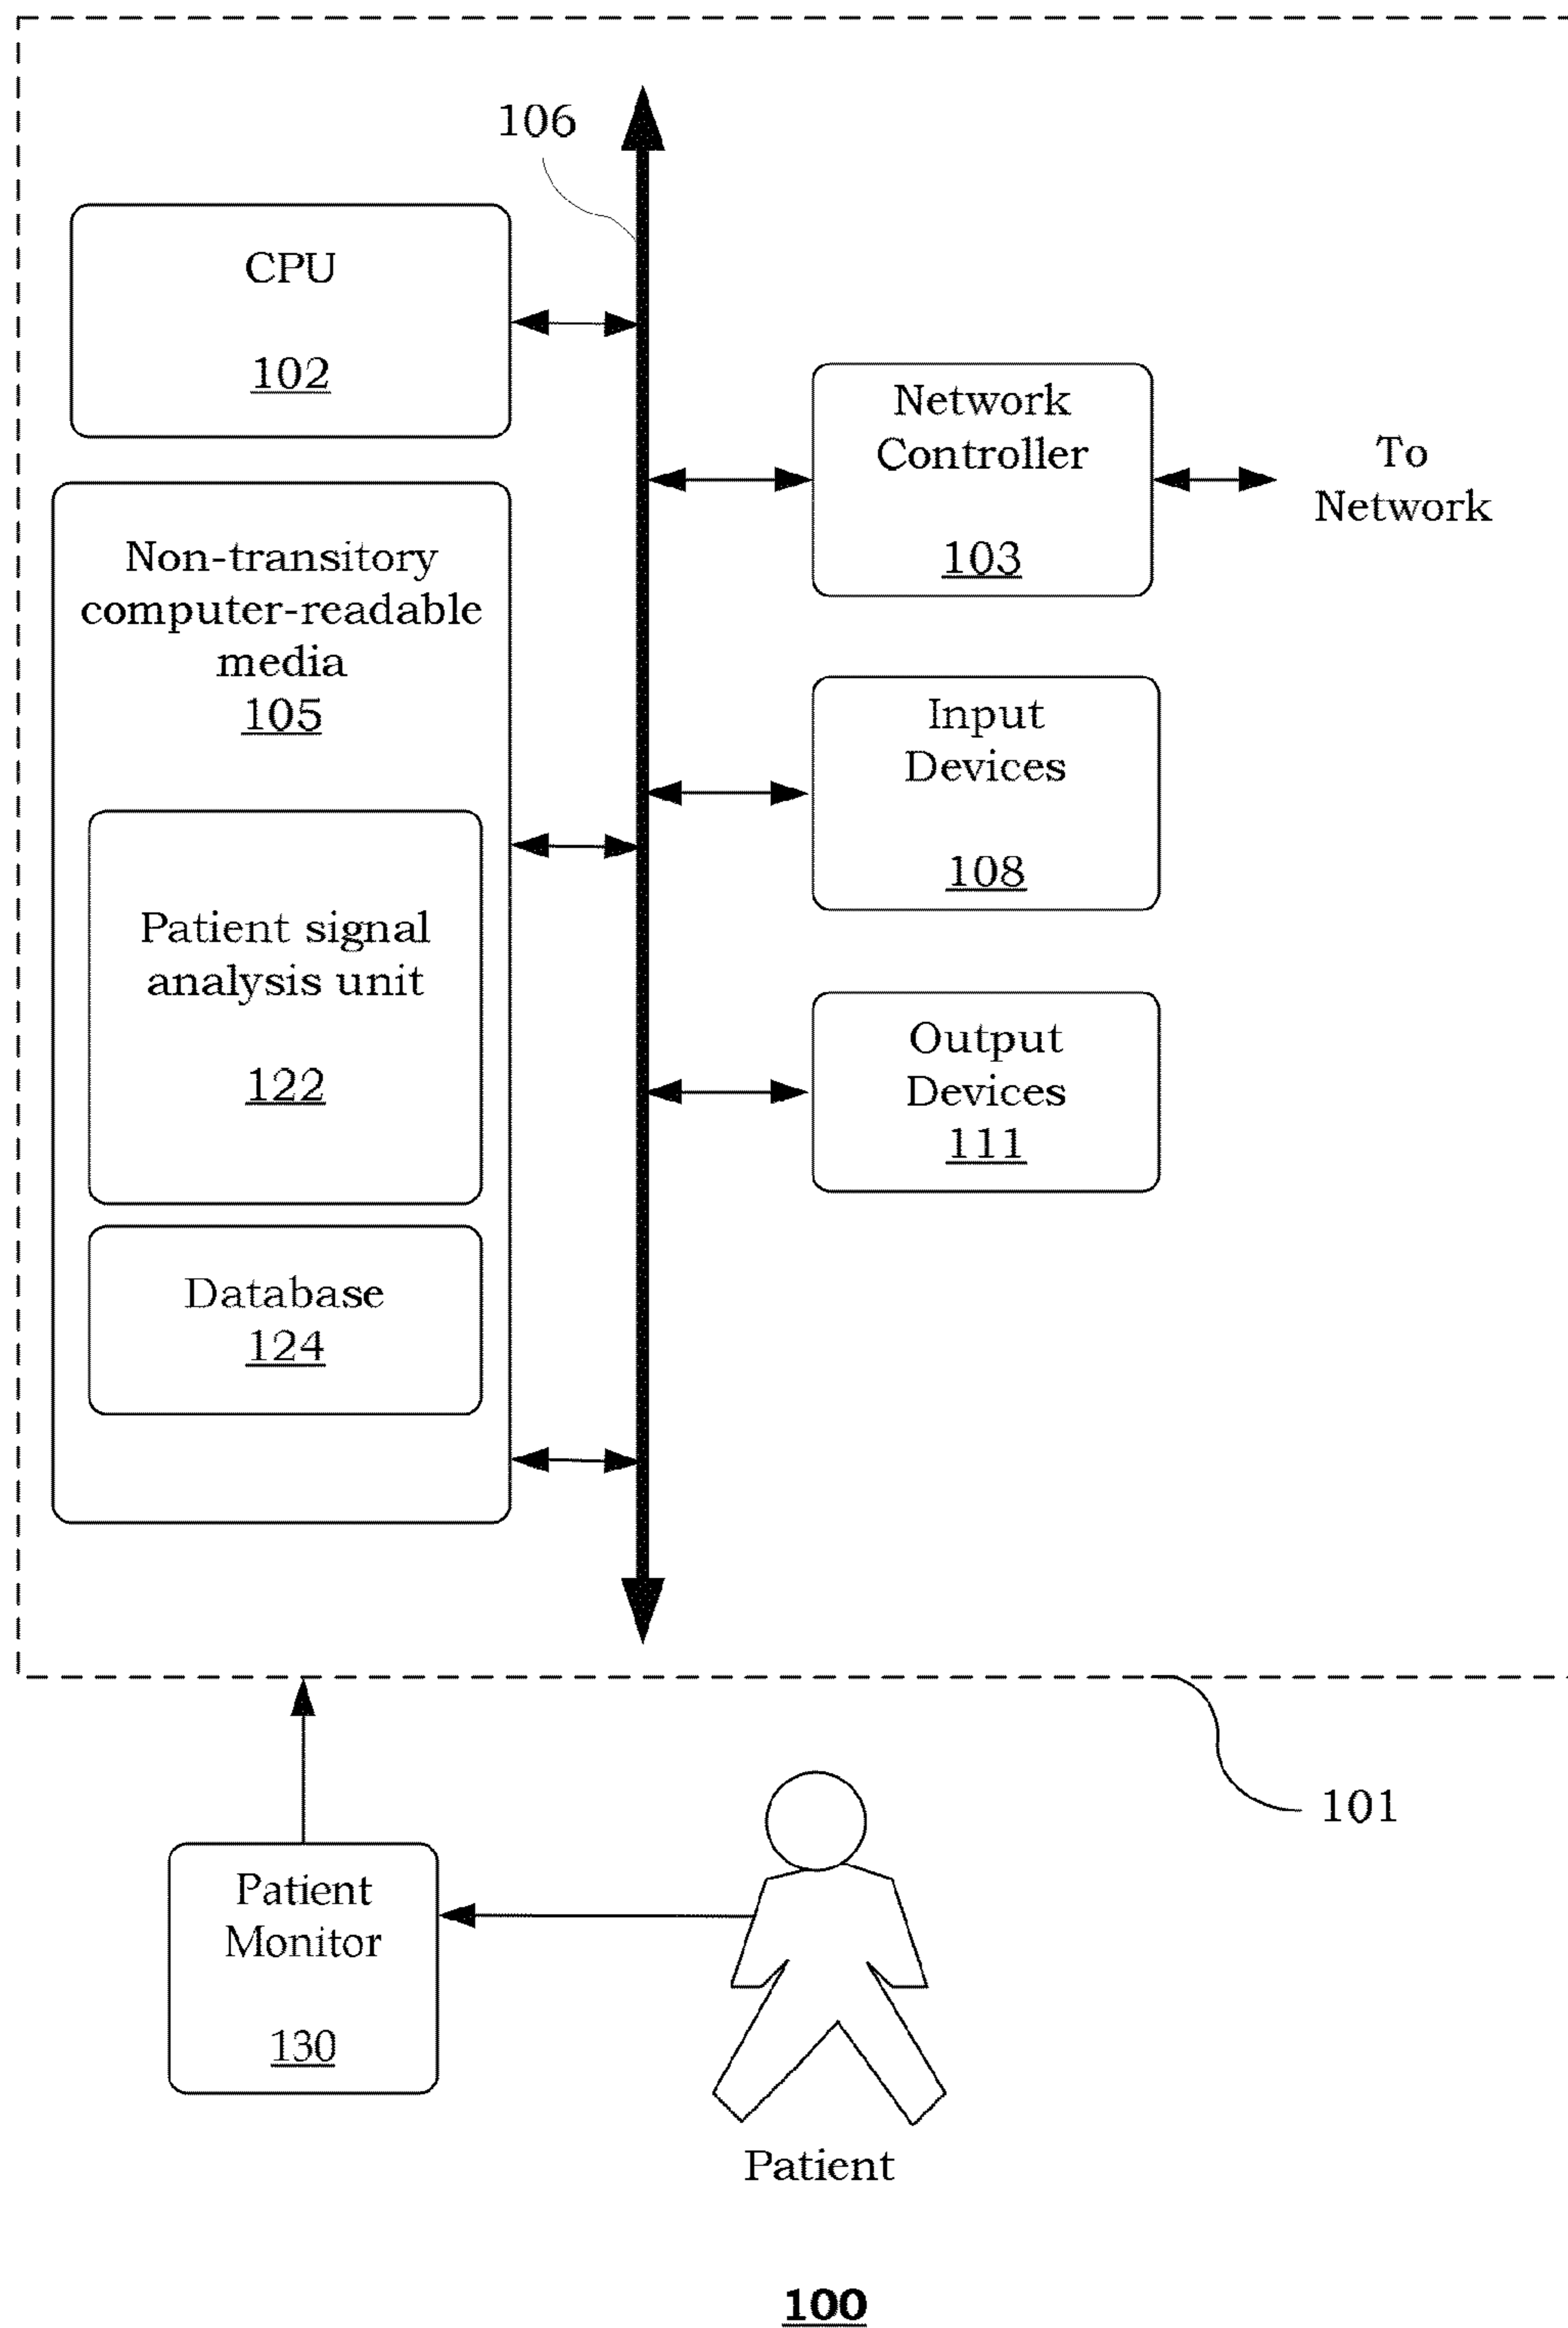 106
CPU
102
Network
Controller
103
To
Network
Non-transitory
computer-readable
media
105
Input
Devices
108
Patient signal
analysis unit
122
Output
Devices
111
Database
124
101
Patient
Monitor
130
Patient
100